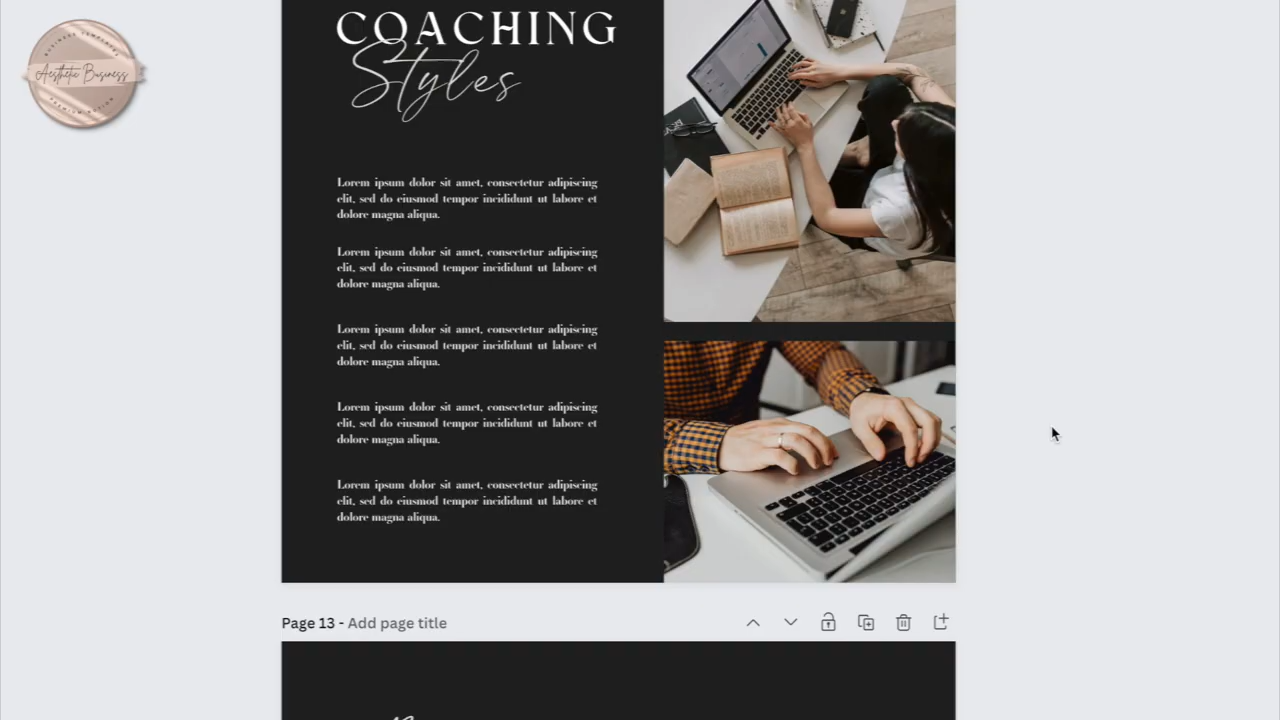 BUSINESS TEMPLATES
Aesthetic Business
PREMIUM DESIGN
COACHING
Styles
Lorem ipsum dolor sit amet, consectetur adipiscing
elit, sed do eiusmod tempor incididunt ut labore et
dolore magna aliqua.
Lorem ipsum dolor sit amet, consectetur adipiscing
elit, sed do eiusmod tempor incididunt ut labore et
dolore magna aliqua.
Lorem ipsum dolor sit amet, consectetur adipiscing
elit, sed do eiusmod tempor incididunt ut labore et
dolore magna aliqua.
Lorem ipsum dolor sit amet, consectetur adipiscing
elit, sed do eiusmod tempor incididunt ut labore et
dolore magna aliqua.
Lorem ipsum dolor sit amet, consectetur adipiscing
elit, sed do eiusmod tempor incididunt ut labore et
dolore magna aliqua.
Page 13 - Add page title